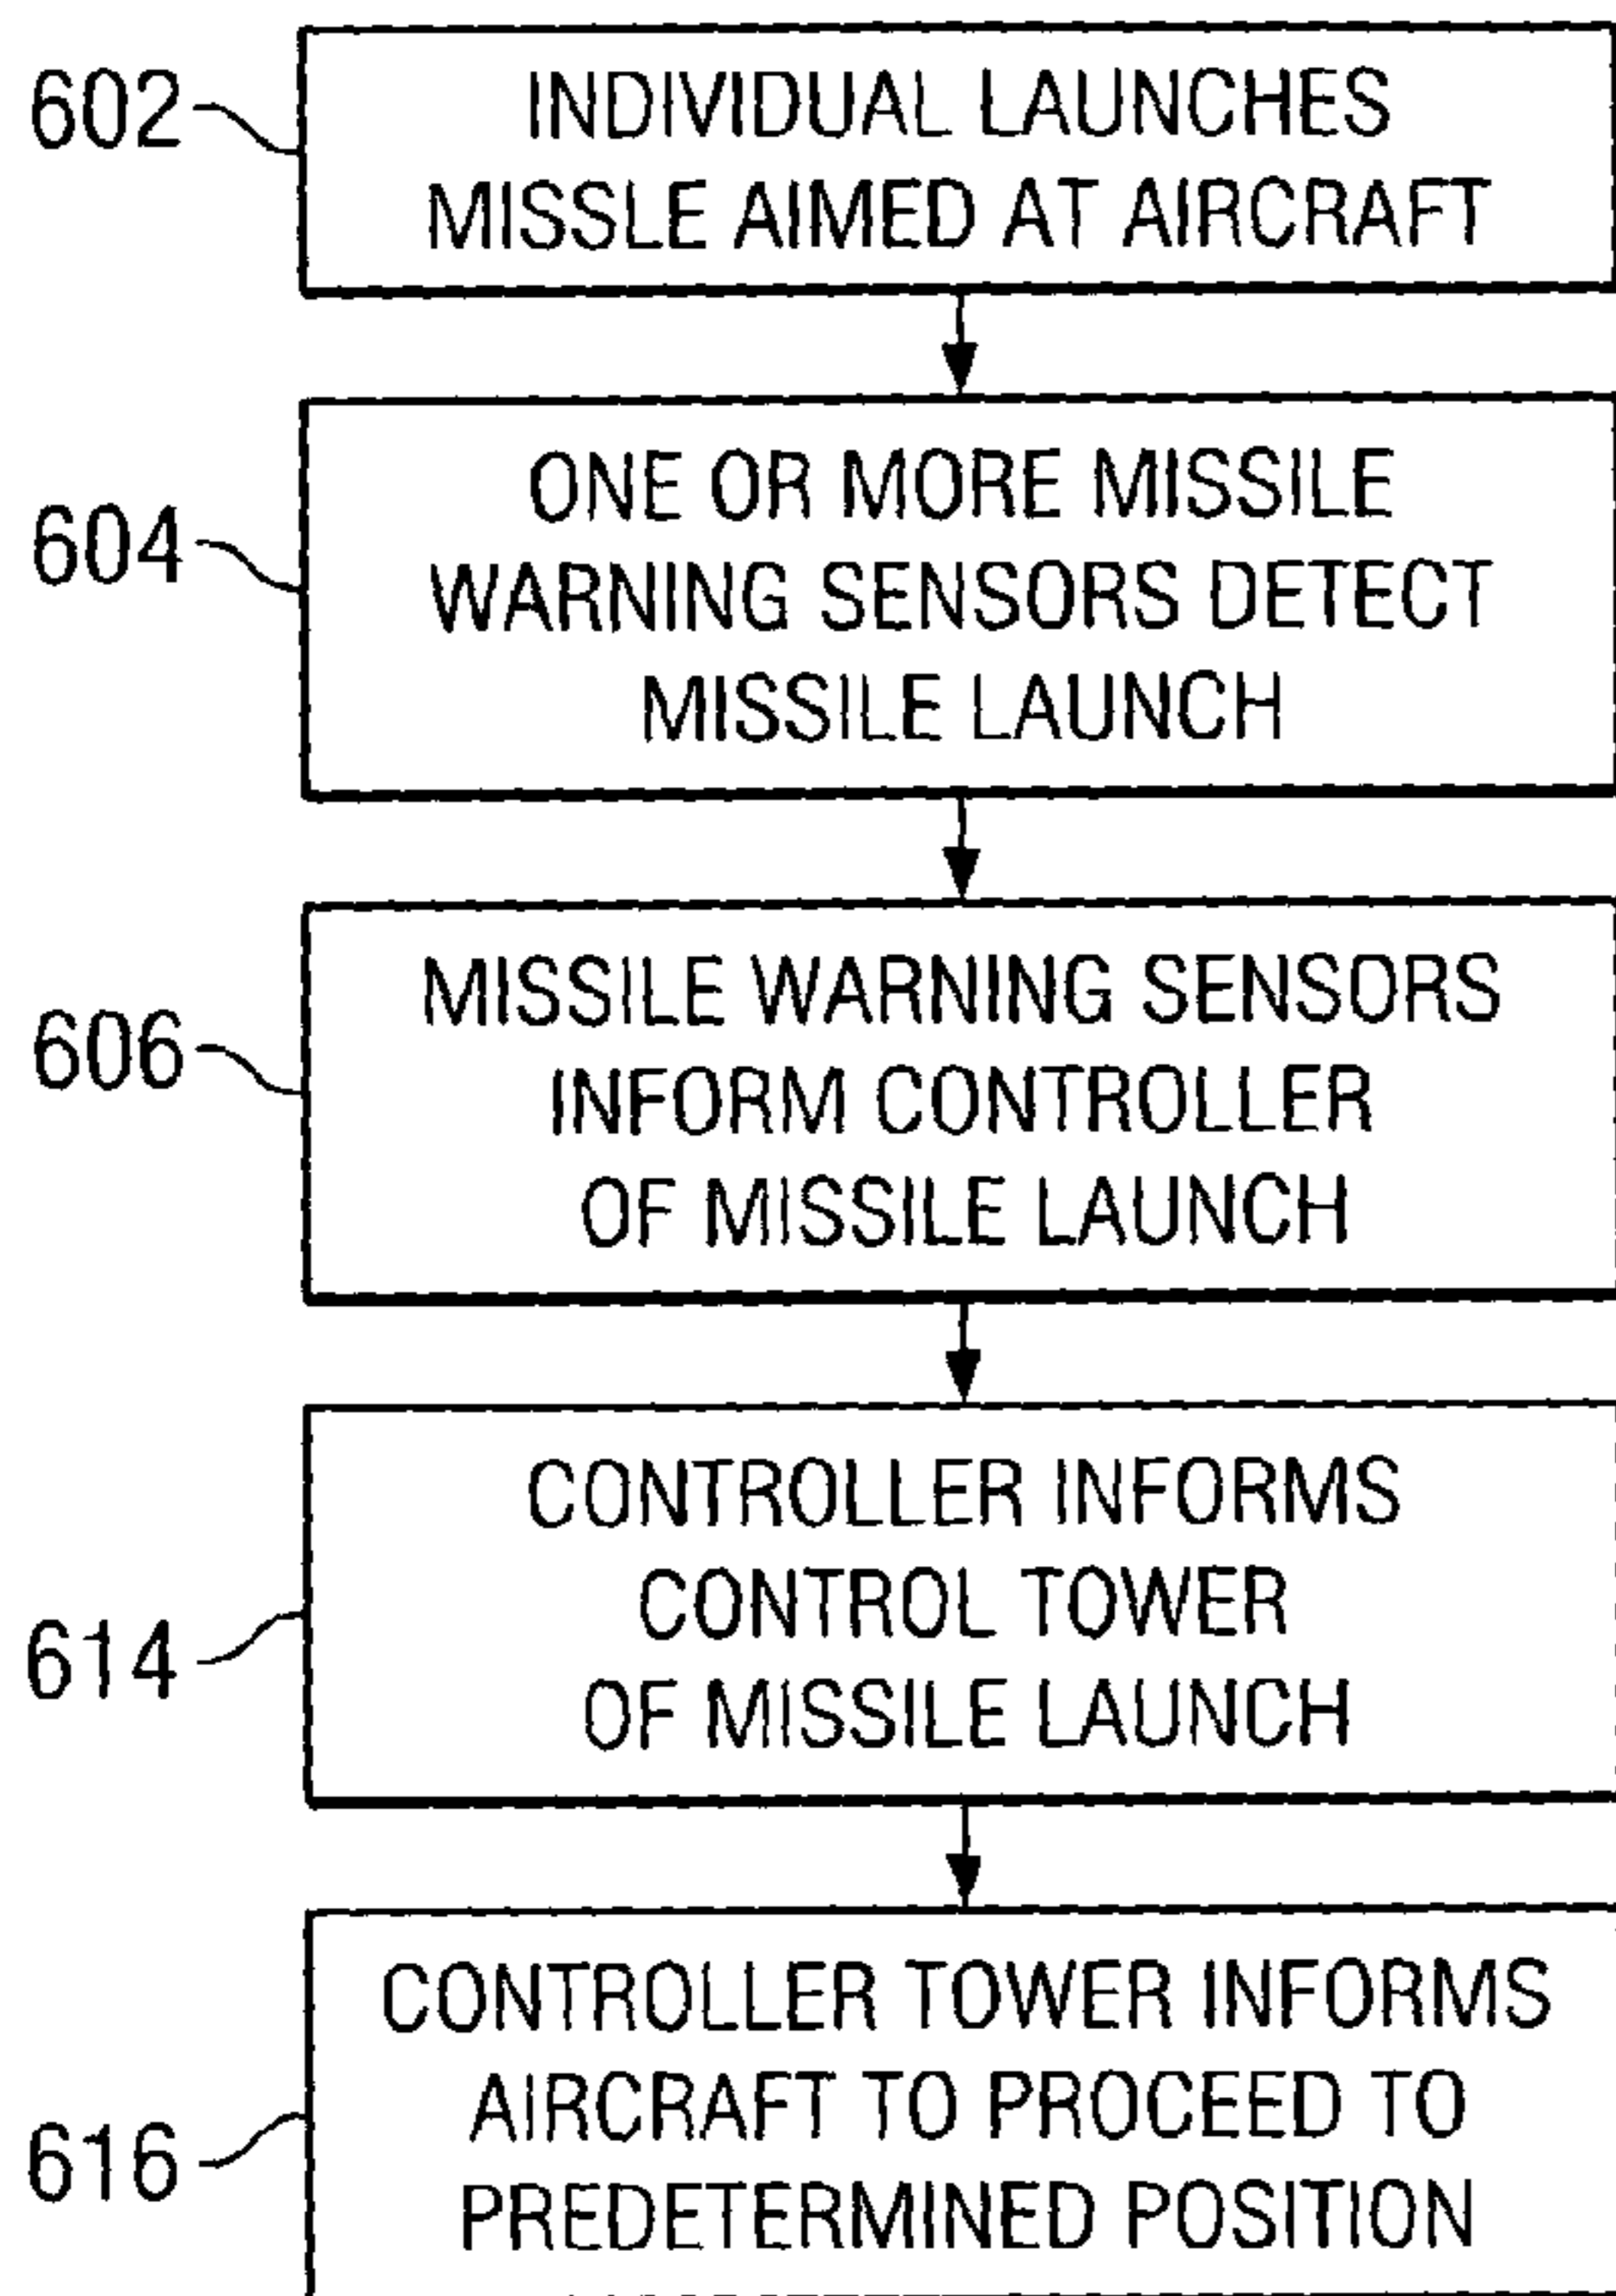 602
INDIVIDUAL LAUNCHES
MISSLE AIMED AT AIRCRAFT
604
ONE OR MORE MISSILE
WARNING SENSORS DETECT
MISSILE LAUNCH
606
MISSILE WARNING SENSORS
INFORM CONTROLLER
OF MISSILE LAUNCH
614
CONTROLLER INFORMS
CONTROL TOWER
OF MISSILE LAUNCH
616
CONTROLLER TOWER INFORMS
AIRCRAFT TO PROCEED TO
PREDETERMINED POSITION